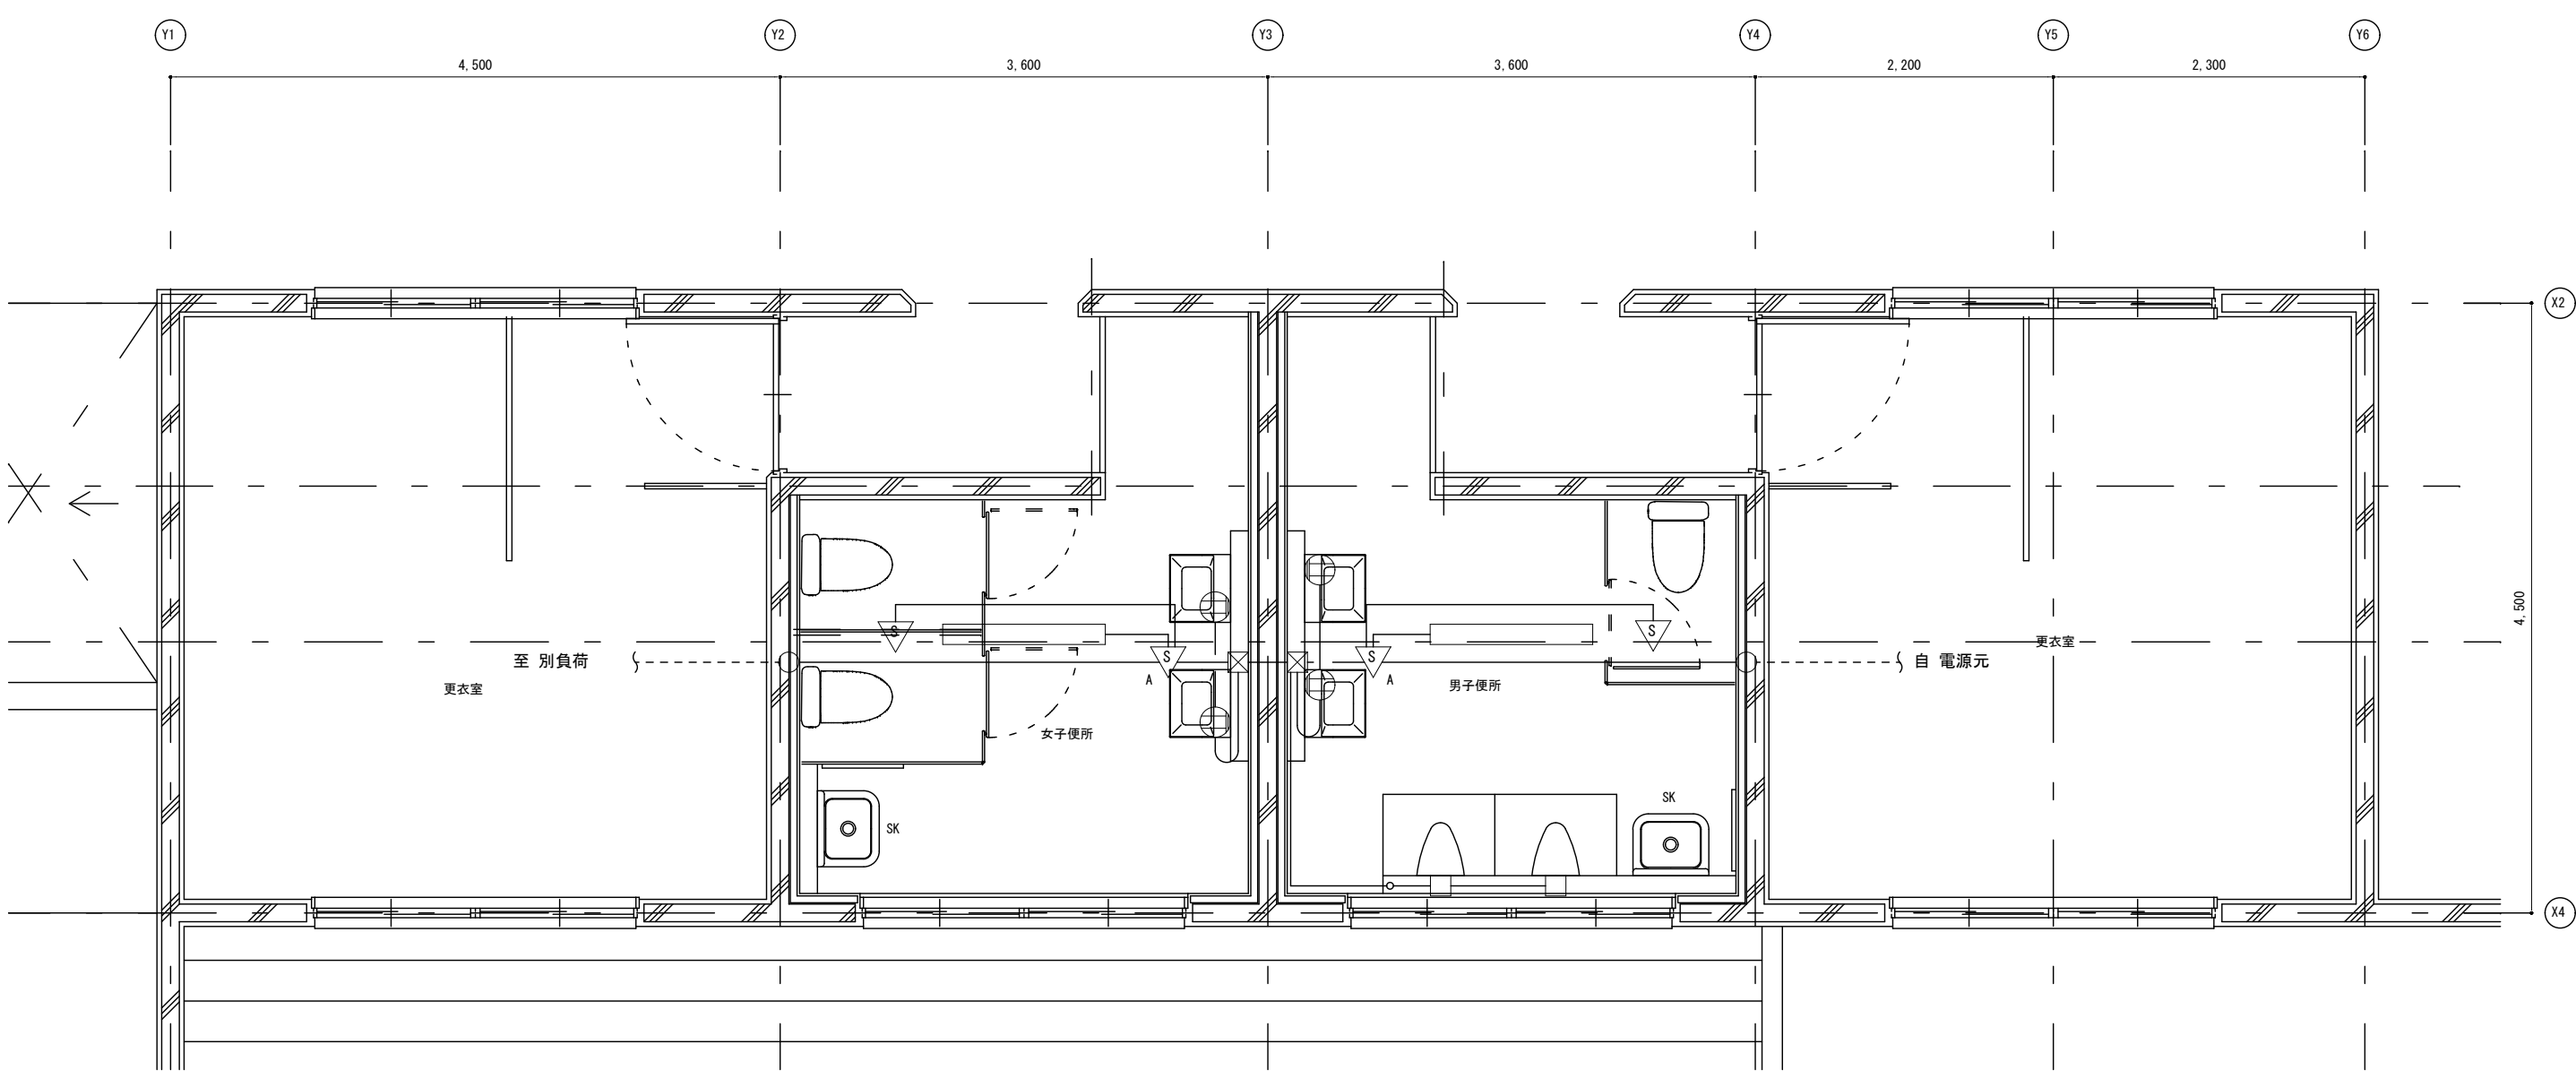 Y1
Y2
Y3
Y4
Y5
Y6
4,500
3,600
3,600
2,200
2,300
X2
4,500
S
S
S
S
至 別負荷
自 電源元
更衣室
更衣室
A
A
男子便所
女子便所
SK
SK
X4